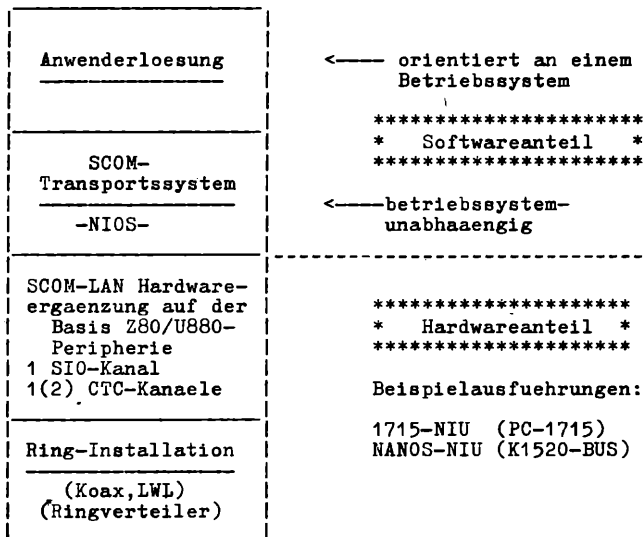 Anwenderloesung <---- orientiert an einem
Betriebssystem
***********************
* Softwareanteil *
***********************
SCOM-
Transportssystem
-NIOS-
<----betriebssystem-
unabhaaengig
SCOM-LAN Hardware-
ergaenzung auf der
Basis Z80/U880-
Peripherie
1 SIO-Kanal
1(2) CTC-Kanaele
*********************
* Hardwareanteil *
*********************
Beispielausfuehrungen:
1715-NIU (PC-1715)
NANOS-NIU (K1520-BUS)
Ring-Installation
(Koax,LWL)
(Ringverteiler)